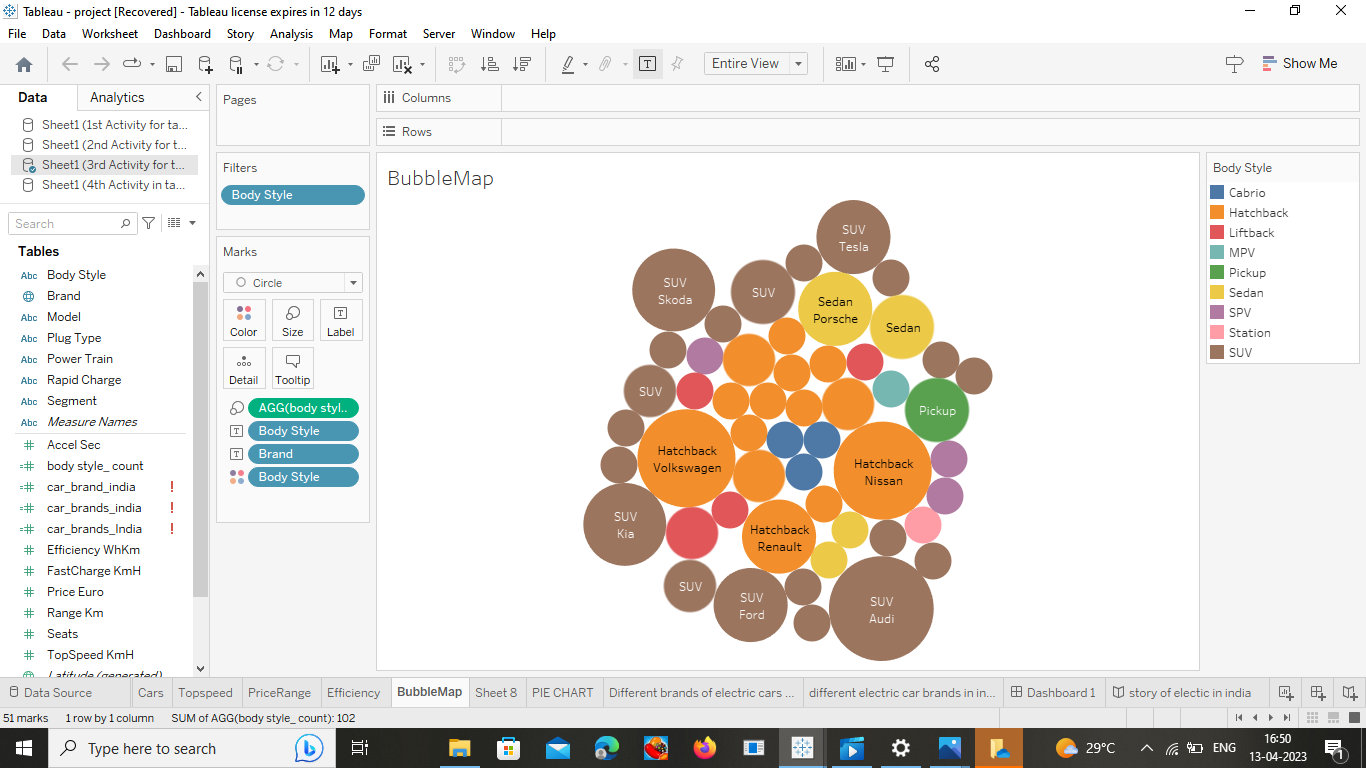 Tableau - project [Recovered] - Tableau license expires in 12 days
File Data Worksheet Dashboard Story Analysis Map Format Server Window Help
Entire View
Show Me
Data Analytics
Sheet1 (1st Activity for ta...
Sheet1 (2nd Activity for t...
Sheet1 (3rd Activity for t...
Sheet1 (4th Activity in ta...
Search
Tables
Abc Body Style
Brand
Abc Model
Abc Plug Type
Abc Power Train
Abc Rapid Charge
Abc Segment
Abc Measure Names
Accel Sec
body style_ count
car_brand_india !
car_brands_india !
car_brands_India !
Efficiency WhKm
FastCharge KmH
Price Euro
Range Km
Seats
TopSpeed KmH
Latitude (generated)
Pages
Filters
Body Style
Marks
Circle
Color Size Label
Detail Tooltip
AGG(body styl..
Body Style
Brand
Body Style
Columns
Rows
BubbleMap
SUV
Tesla
SUV
Skoda
SUV
Sedan
Porsche
Sedan
SUV
Pickup
Hatchback
Volkswagen
Hatchback
Nissan
SUV
Kia
Hatchback
Renault
SUV
SUV
Ford
SUV
Audi
Body Style
Cabrio
Hatchback
Liftback
MPV
Pickup
Sedan
SPV
Station
SUV
Data Source Cars Topspeed PriceRange Efficiency BubbleMap Sheet 8 PIE CHART Different brands of electric cars ... different electric car brands in in... Dashboard 1 story of electic in india
51 marks 1 row by 1 column SUM of AGG(body style_ count): 102
Type here to search
29°C
ENG
16:50
13-04-2023
1